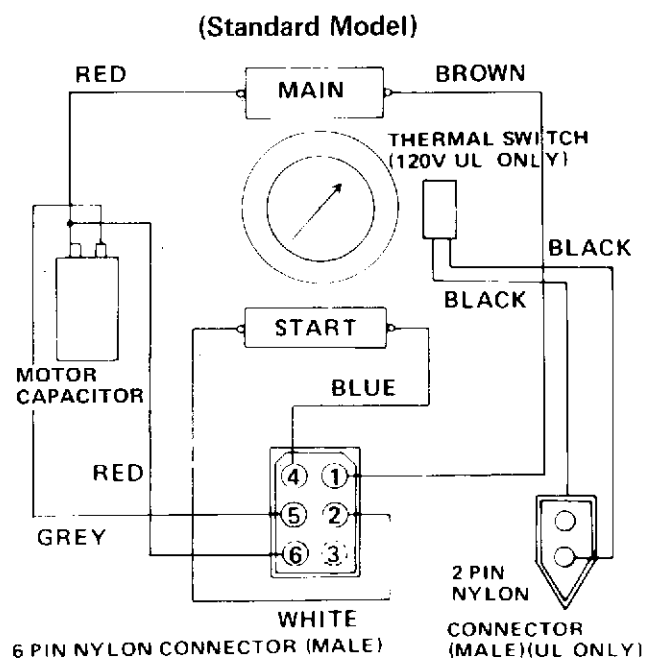 (Standard Model)
RED
MAIN
BROWN
THERMAL SWITCH
(120V UL ONLY)
BLACK
BLACK
START
MOTOR
CAPACITOR
BLUE
RED
4 1
5 2
6 3
GREY
2 PIN
NYLON
WHITE
CONNECTOR
(MALE)(UL ONLY)
6 PIN NYLON CONNECTOR (MALE)